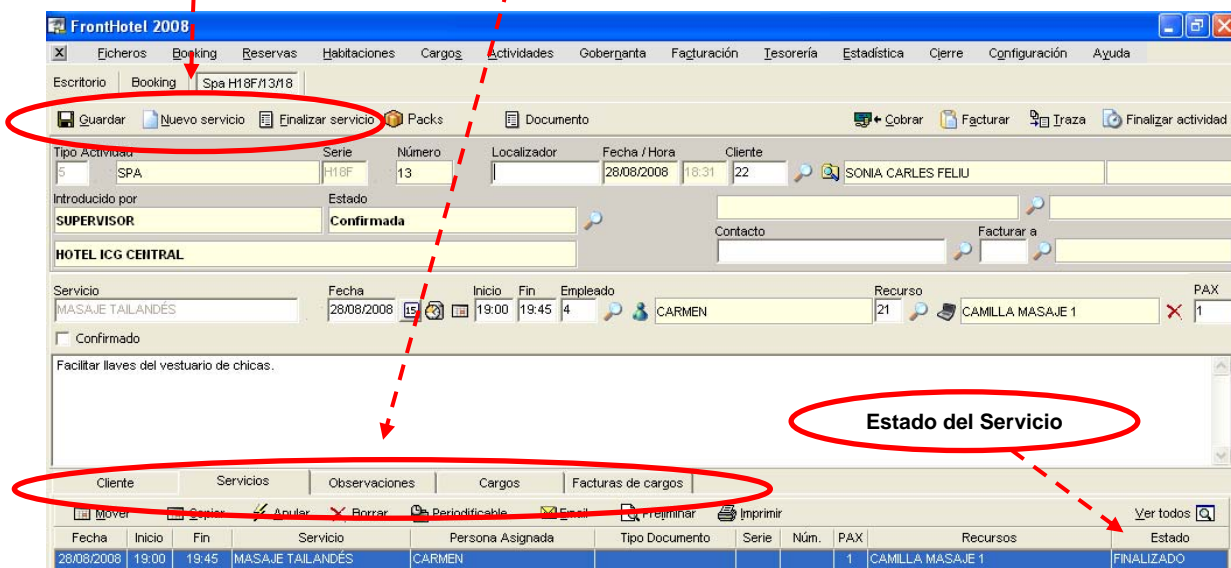 FrontHotel 2008
X Ficheros Booking Reservas Habitaciones Cargos Actividades Gobernanta Facturación Tesorería Estadística Cierre Configuración Ayuda
Escritorio Booking Spa H18F/13/18
Guardar Nuevo servicio Finalizar servicio Packs Documento Cobrar Facturar Traza Finalizar actividad
Tipo Actividad Serie Número Localizador Fecha / Hora Cliente
5 SPA H18F 13 28/08/2008 18:31 22 SONIA CARLES FELIU
Introducido por Estado
SUPERVISOR Confirmada
Contacto Facturar a
HOTEL ICG CENTRAL
Servicio Fecha Inicio Fin Empleado Recurso PAX
MASAJE TAILANDÉS 28/08/2008 15 19:00 19:45 4 CARMEN 21 CAMILLA MASAJE 1 1
Confirmado
Facilitar llaves del vestuario de chicas.
Estado del Servicio
Cliente Servicios Observaciones Cargos Facturas de cargos
Mover Copiar Anular Borrar Periodificable Email Preliminar Imprimir Ver todos
Fecha Inicio Fin Servicio Persona Asignada Tipo Documento Serie Núm. PAX Recursos Estado
28/08/2008 19:00 19:45 MASAJE TAILANDÉS CARMEN 1 CAMILLA MASAJE 1 FINALIZADO